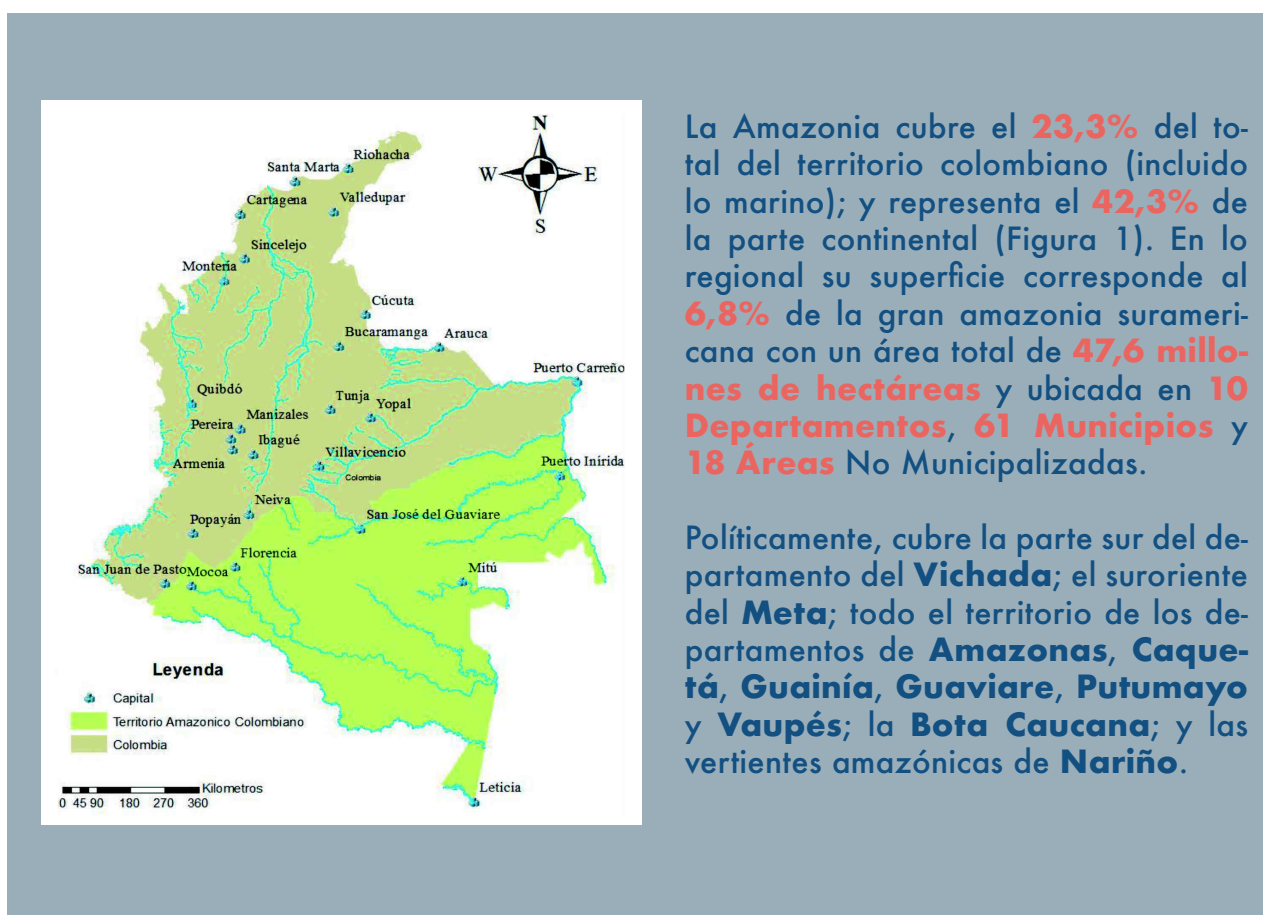 N
W
E
S
Riohacha
Santa Marta
Cartagena
Valledupar
Sincelejo
Montería
Cúcuta
Bucaramanga
Arauca
Puerto Carreño
Quibdó
Tunja
Yopal
Manizales
Pereira
Ibagué
Armenia
Villavicencio
Puerto Inírida
Colombia
Neiva
San José del Guaviare
Popayán
Florencia
San Juan de Pasto
Mocoa
Mitú
Leyenda
Capital
Territorio Amazonico Colombiano
Colombia
Kilometros
0 45 90 180 270 360
Leticia
La Amazonia cubre el 23,3% del to-
tal del territorio colombiano (incluido
lo marino); y representa el 42,3% de
la parte continental (Figura 1). En lo
regional su superficie corresponde al
6,8% de la gran amazonia surameri-
cana con un área total de 47,6 millo-
nes de hectáreas y ubicada en 10
Departamentos, 61 Municipios y
18 Áreas No Municipalizadas.
Políticamente, cubre la parte sur del de-
partamento del Vichada; el suroriente
del Meta; todo el territorio de los de-
partamentos de Amazonas, Caque-
tá, Guainía, Guaviare, Putumayo
y Vaupés; la Bota Caucana; y las
vertientes amazónicas de Nariño.